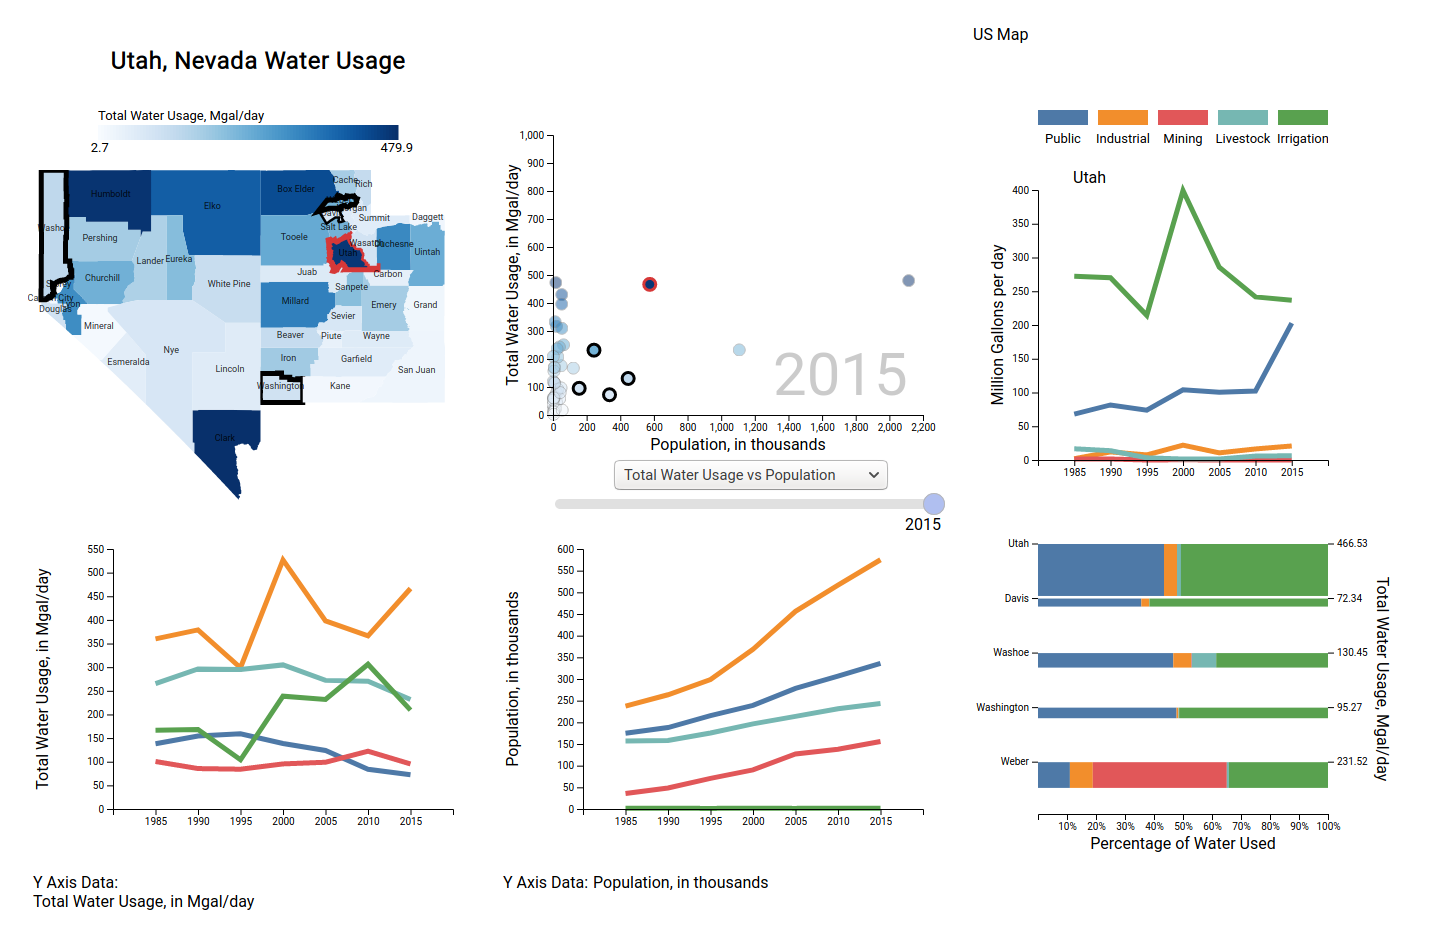 US Map
Utah, Nevada Water Usage
Total Water Usage, Mgal/day
2.7
479.9
Humboldt
Elko
Box Elder
Cache
Rich
Washoe
Pershing
Lander
Eureka
Churchill
White Pine
Tooele
Salt Lake
Summit
Daggett
Wasatch
Duchesne
Uintah
Utah
Juab
Carbon
Storey
Carson City
Lyon
Douglas
Mineral
Millard
Sanpete
Emery
Grand
Sevier
Beaver
Piute
Wayne
Nye
Esmeralda
Lincoln
Iron
Garfield
San Juan
Washington
Kane
Clark
Total Water Usage, in Mgal/day
1,000
900
800
700
600
500
400
300
200
100
0
2015
0
200
400
600
800
1,000
1,200
1,400
1,600
1,800
2,000
2,200
Population, in thousands
Total Water Usage vs Population
2015
Public
Industrial
Mining
Livestock
Irrigation
Utah
Million Gallons per day
400
350
300
250
200
150
100
50
0
1985
1990
1995
2000
2005
2010
2015
Total Water Usage, in Mgal/day
550
500
450
400
350
300
250
200
150
100
50
0
1985
1990
1995
2000
2005
2010
2015
Y Axis Data:
Total Water Usage, in Mgal/day
Population, in thousands
600
550
500
450
400
350
300
250
200
150
100
50
0
1985
1990
1995
2000
2005
2010
2015
Y Axis Data: Population, in thousands
Utah
466.53
Davis
72.34
Washoe
130.45
Washington
95.27
Weber
231.52
Total Water Usage, Mgal/day
10%
20%
30%
40%
50%
60%
70%
80%
90%
100%
Percentage of Water Used